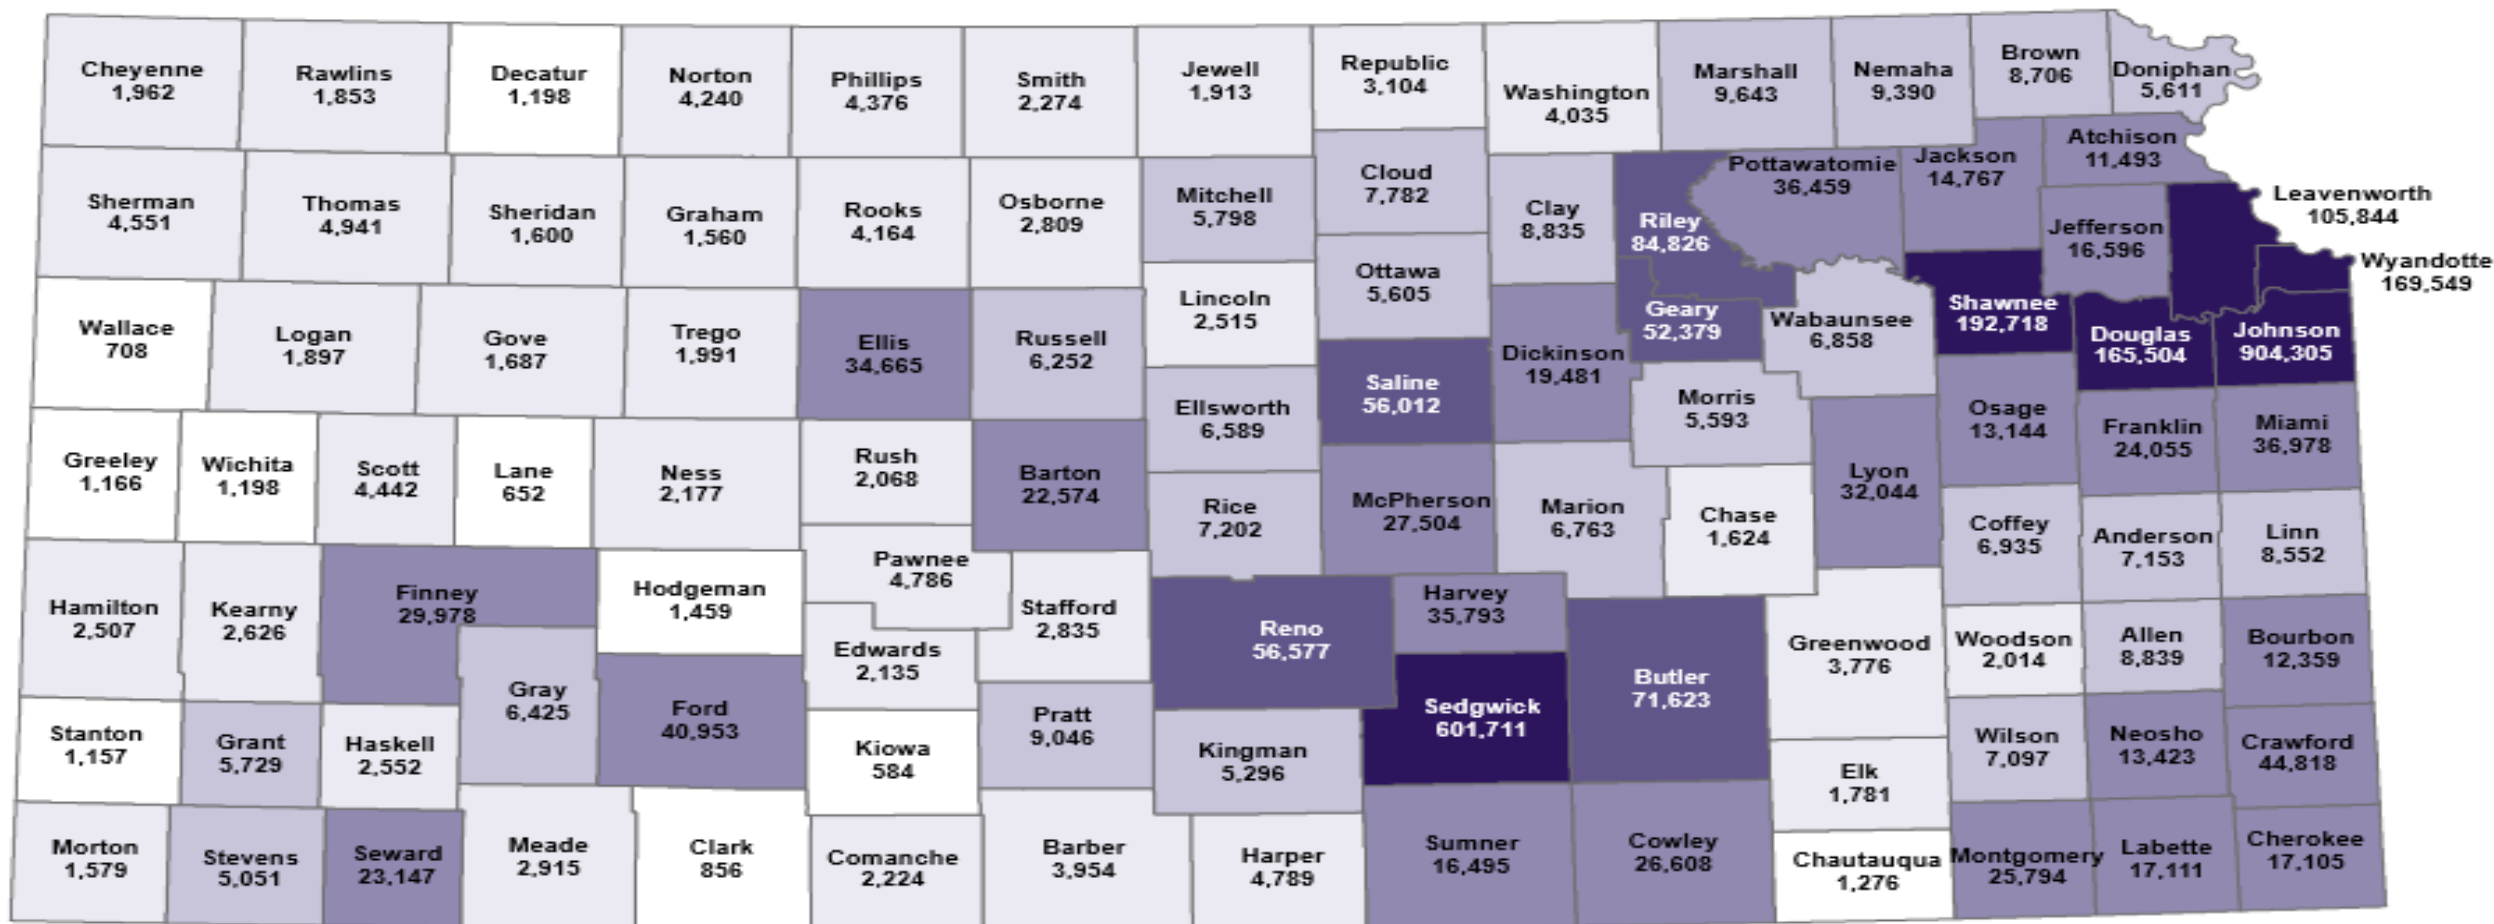 Cheyenne
1,962
Rawlins
1,853
Decatur
1,198
Norton
4,240
Phillips
4,376
Smith
2,274
Jewell
1,913
Republic
3,104
Washington
4,035
Marshall
9,643
Nemaha
9,390
Brown
8,706
Doniphan
5,611
Sherman
4,551
Thomas
4,941
Sheridan
1,600
Graham
1,560
Rooks
4,164
Osborne
2,809
Mitchell
5,798
Cloud
7,782
Clay
8,835
Riley
84,826
Pottawatomie
36,459
Jackson
14,767
Atchison
11,493
Jefferson
16,596
Leavenworth
105,844
Wyandotte
169,549
Wallace
708
Logan
1,897
Gove
1,687
Trego
1,991
Ellis
34,665
Russell
6,252
Lincoln
2,515
Ottawa
5,605
Saline
56,012
Dickinson
19,481
Geary
52,379
Wabaunsee
6,858
Shawnee
192,718
Douglas
165,504
Johnson
904,305
Greeley
1,166
Wichita
1,198
Scott
4,442
Lane
652
Ness
2,177
Rush
2,068
Barton
22,574
Ellsworth
6,589
Rice
7,202
McPherson
27,504
Marion
6,763
Morris
5,593
Chase
1,624
Lyon
32,044
Osage
13,144
Franklin
24,055
Miami
36,978
Coffey
6,935
Anderson
7,153
Linn
8,552
Hamilton
2,507
Kearny
2,626
Finney
29,978
Hodgeman
1,459
Pawnee
4,786
Edwards
2,135
Stafford
2,835
Reno
56,577
Harvey
35,793
Butler
71,623
Greenwood
3,776
Woodson
2,014
Allen
8,839
Bourbon
12,359
Stanton
1,157
Grant
5,729
Haskell
2,552
Gray
6,425
Ford
40,953
Kiowa
584
Pratt
9,046
Kingman
5,296
Sedgwick
601,711
Elk
1,781
Wilson
7,097
Neosho
13,423
Crawford
44,818
Morton
1,579
Stevens
5,051
Seward
23,147
Meade
2,915
Clark
856
Comanche
2,224
Barber
3,954
Harper
4,789
Sumner
16,495
Cowley
26,608
Chautauqua
1,276
Montgomery
25,794
Labette
17,111
Cherokee
17,105